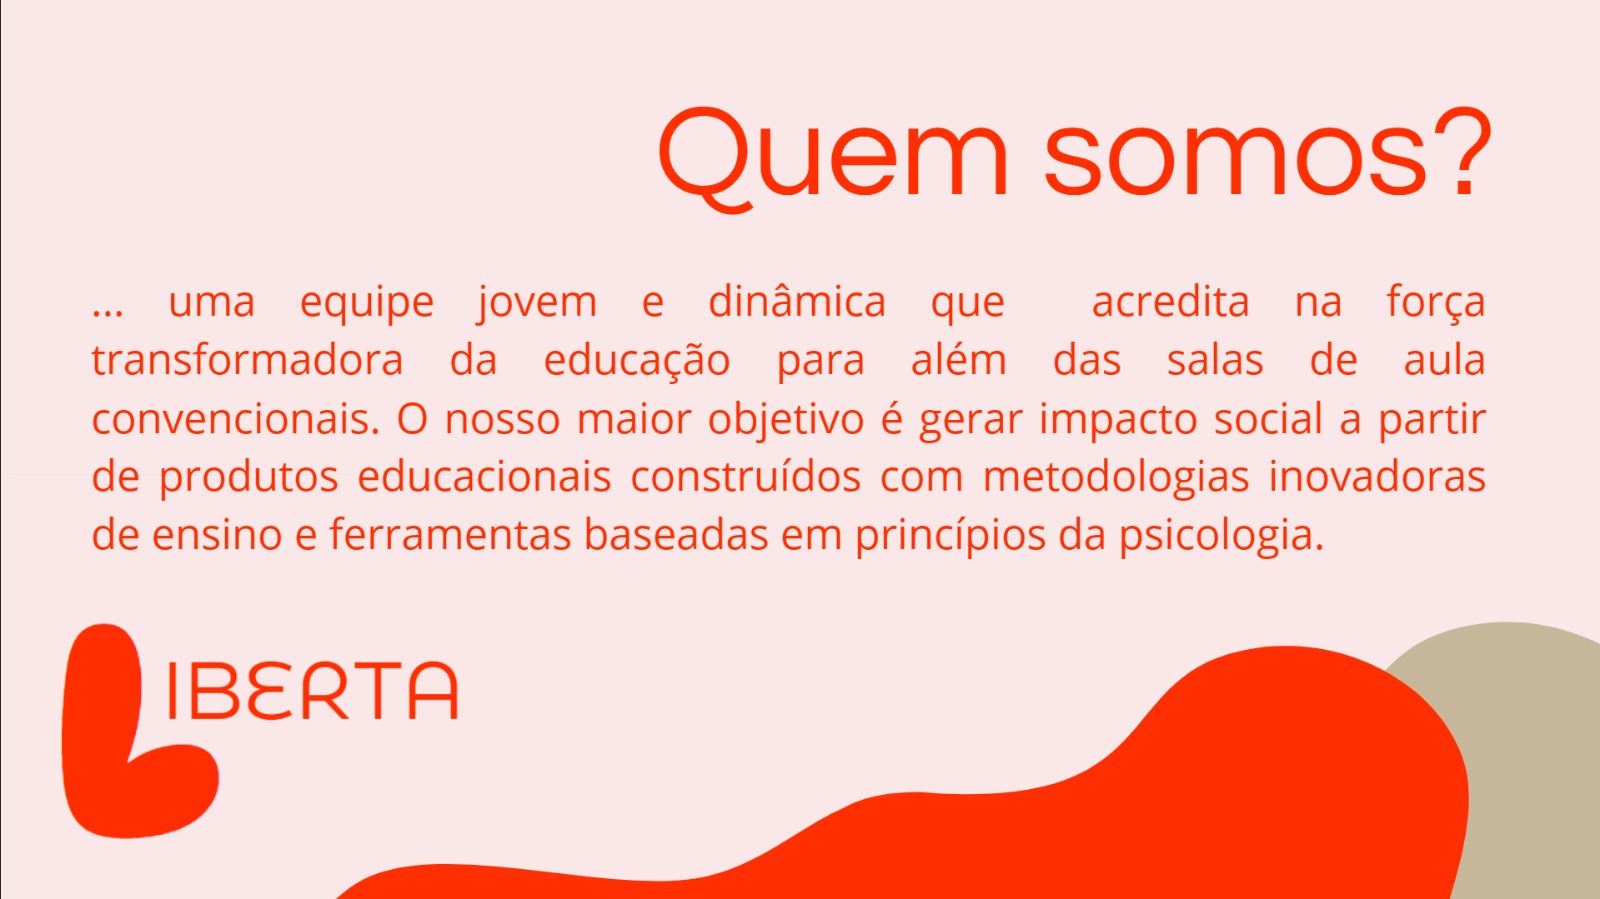 Quem somos?
... uma equipe jovem e dinâmica que acredita na força
transformadora da educação para além das salas de aula
convencionais. O nosso maior objetivo é gerar impacto social a partir
de produtos educacionais construídos com metodologias inovadoras
de ensino e ferramentas baseadas em princípios da psicologia.
LIBERTA